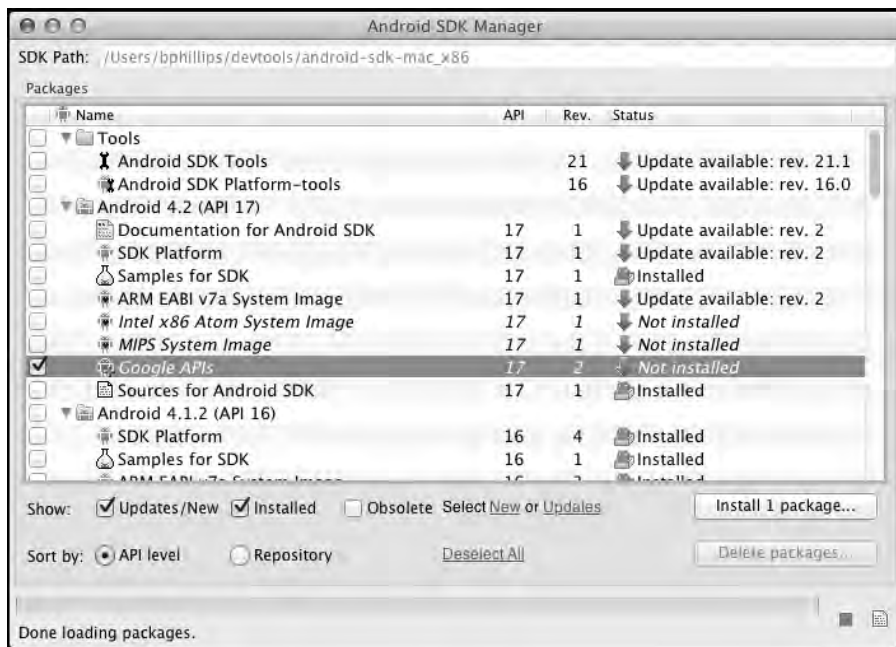 Android SDK Manager
SDK Path: /Users/bphillips/devtools/android-sdk-mac_x86
Packages
Name API Rev. Status
Tools
Android SDK Tools 21 Update available: rev. 21.1
Android SDK Platform-tools 16 Update available: rev. 16.0
Android 4.2 (API 17)
Documentation for Android SDK 17 1 Update available: rev. 2
SDK Platform 17 1 Update available: rev. 2
Samples for SDK 17 1 Installed
ARM EABI v7a System Image 17 1 Update available: rev. 2
Intel x86 Atom System Image 17 1 Not installed
MIPS System Image 17 1 Not installed
Google APIs 17 2 Not installed
Sources for Android SDK 17 1 Installed
Android 4.1.2 (API 16)
SDK Platform 16 4 Installed
Samples for SDK 16 1 Installed
Show: Updates/New Installed Obsolete Select New or Updates Install 1 package...
Sort by: API level Repository Deselect All Delete packages...
Done loading packages.